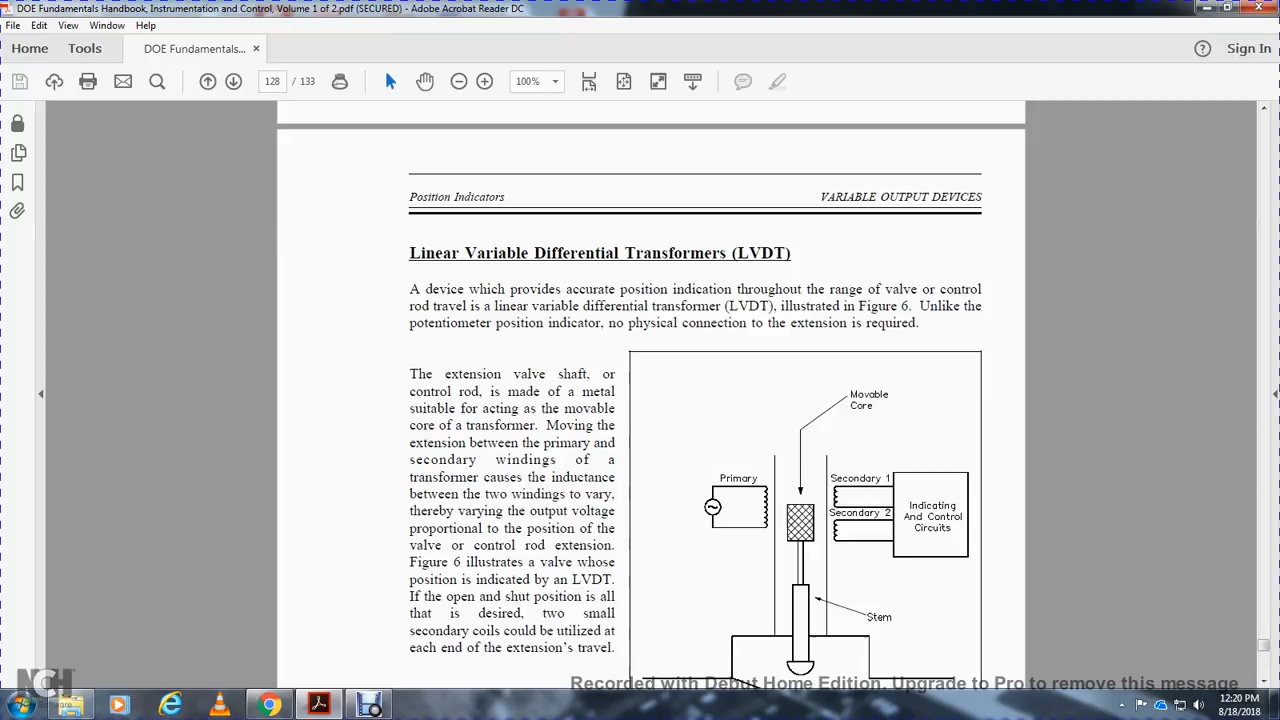 DOE Fundamentals Handbook, Instrumentation and Control, Volume 1 of 2.pdf (SECURED) - Adobe Acrobat Reader DC
File Edit View Window Help
Home Tools DOE Fundamentals... × Sign In
128 / 133 100%
Position Indicators VARIABLE OUTPUT DEVICES
Linear Variable Differential Transformers (LVDT)
A device which provides accurate position indication throughout the range of valve or control
rod travel is a linear variable differential transformer (LVDT), illustrated in Figure 6. Unlike the
potentiometer position indicator, no physical connection to the extension is required.
The extension valve shaft, or
control rod, is made of a metal
suitable for acting as the movable
core of a transformer. Moving the
extension between the primary and
secondary windings of a
transformer causes the inductance
between the two windings to vary,
thereby varying the output voltage
proportional to the position of the
valve or control rod extension.
Figure 6 illustrates a valve whose
position is indicated by an LVDT.
If the open and shut position is all
that is desired, two small
secondary coils could be utilized at
each end of the extension's travel.
Movable
Core
Primary
Secondary 1
Secondary 2
Indicating
And Control
Circuits
Stem
NCH
Software
Recorded with Debut Home Edition. Upgrade to Pro to remove this message
12:20 PM
8/18/2018